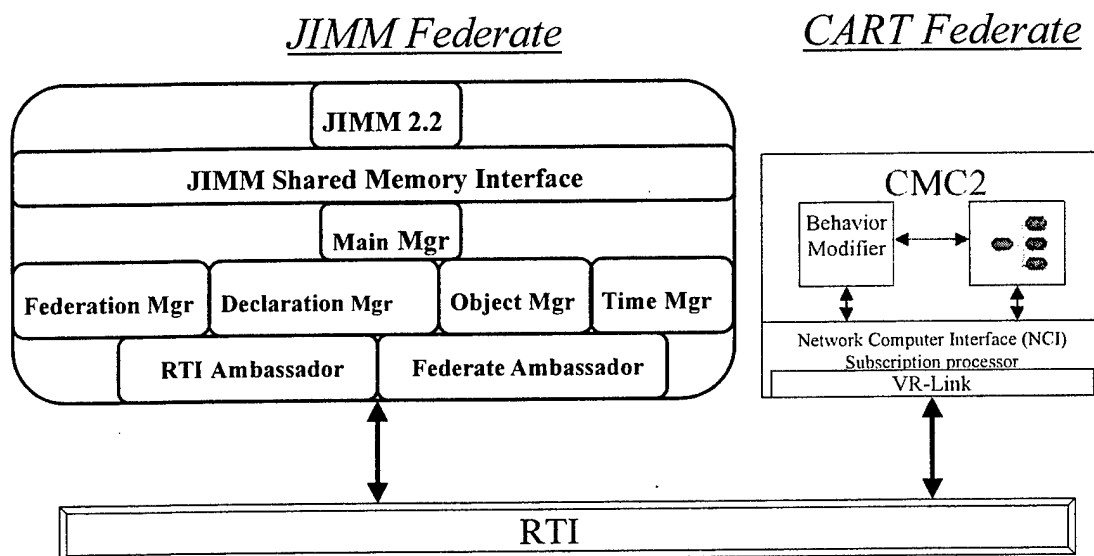 JIMM Federate
CART Federate
JIMM 2.2
JIMM Shared Memory Interface
Main Mgr
Federation Mgr
Declaration Mgr
Object Mgr
Time Mgr
RTI Ambassador
Federate Ambassador
CMC2
Behavior
Modifier
Network Computer Interface (NCI)
Subscription processor
VR-Link
RTI